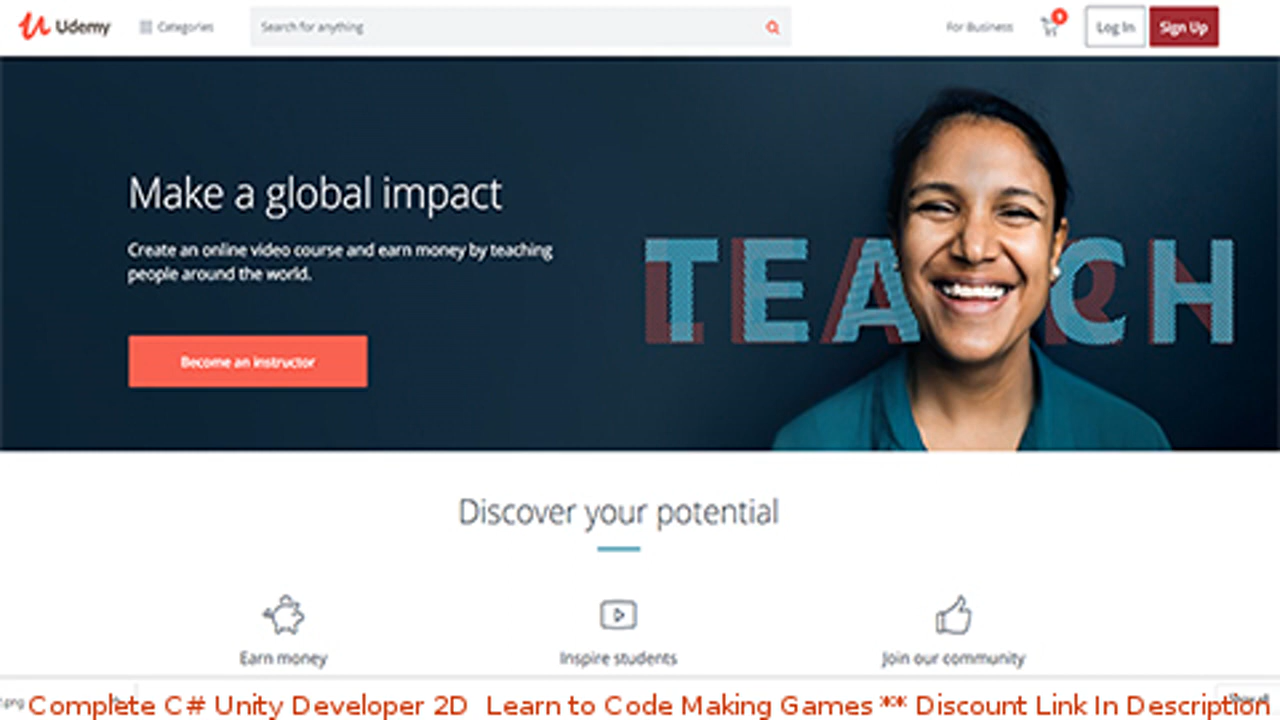 Udemy
Categories
Search for anything
For Business
Log In
Sign Up
Make a global impact
Create an online video course and earn money by teaching
people around the world.
TEACH
Become an instructor
Discover your potential
Earn money
Inspire students
Join our community
Complete C# Unity Developer 2D Learn to Code Making Games ** Discount Link In Description